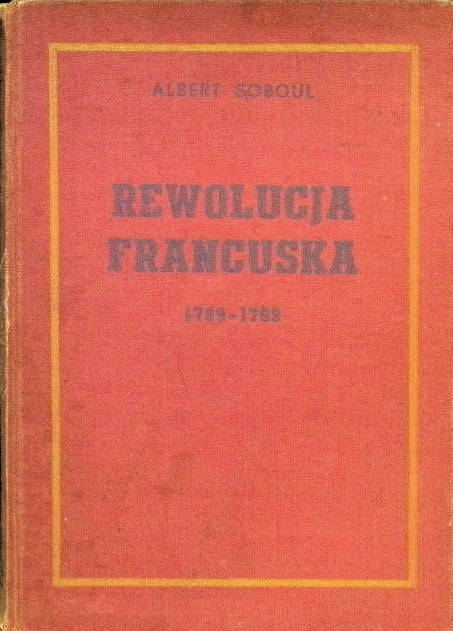 ALBERT SOBOUL
REWOLUCJA
FRANCUSKA
1789-1799